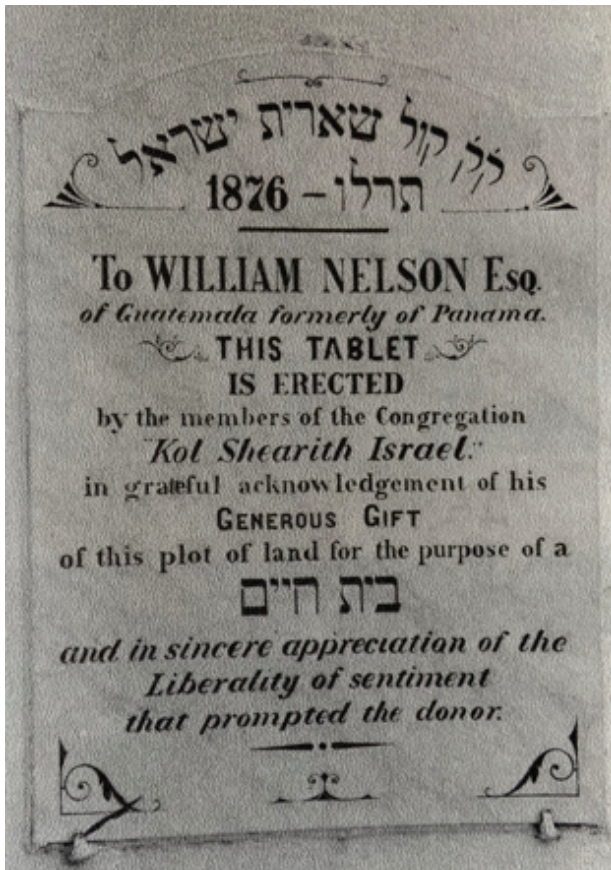 ק״ק קול שארית ישראל
1876 – תרלו
To WILLIAM NELSON Esq.
of Guatemala formerly of Panama.
THIS TABLET
IS ERECTED
by the members of the Congregation
"Kol Shearith Israel."
in grateful acknowledgement of his
GENEROUS GIFT
of this plot of land for the purpose of a
בית חיים
and in sincere appreciation of the
Liberality of sentiment
that prompted the donor.